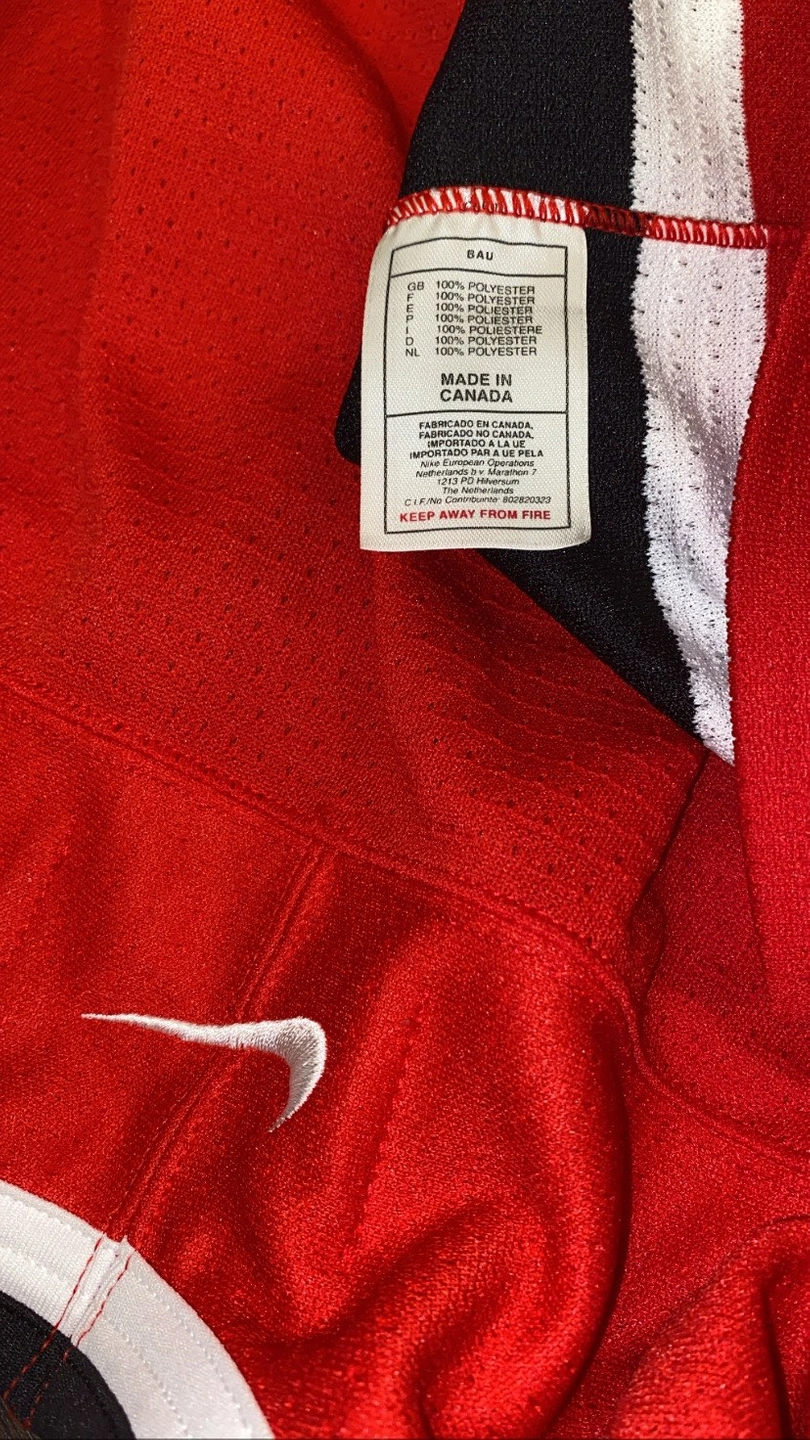 BAU
GB 100% POLYESTER
F 100% POLYESTER
E 100% POLIESTER
P 100% POLIESTER
I 100% POLIESTERE
D 100% POLYESTER
NL 100% POLYESTER
MADE IN
CANADA
FABRICADO EN CANADA,
FABRICADO NO CANADA,
IMPORTADO A LA UE
IMPORTADO PAR A UE PELA
Nike European Operations
Netherlands b v. Marathon 7
1213 PD Hilversum
The Netherlands
C.I.F./No Contribuinte: 802820323
KEEP AWAY FROM FIRE